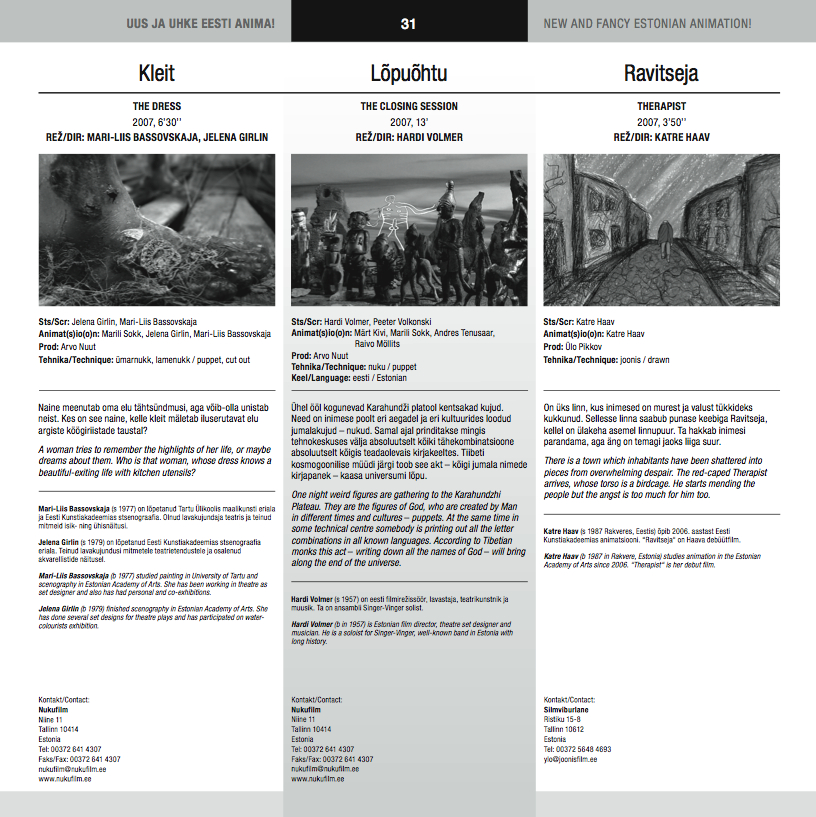 UUS JA UHKE EESTI ANIMA!
31
NEW AND FANCY ESTONIAN ANIMATION!
Kleit
THE DRESS
2007, 6'30''
REŽ/DIR: MARI-LIIS BASSOVSKAJA, JELENA GIRLIN
Sts/Scr: Jelena Girlin, Mari-Liis Bassovskaja
Animat(s)io(o)n: Marili Sokk, Jelena Girlin, Mari-Liis Bassovskaja
Prod: Arvo Nuut
Tehnika/Technique: ümarnukk, lamenukk / puppet, cut out
Naine meenutab oma elu tähtsündmusi, aga võib-olla unistab
neist. Kes on see naine, kelle kleit mäletab iluserutavat elu
argiste köögiriistade taustal?
A woman tries to remember the highlights of her life, or maybe
dreams about them. Who is that woman, whose dress knows a
beautiful-exiting life with kitchen utensils?
Mari-Liis Bassovskaja (s 1977) on lõpetanud Tartu Ülikoolis maalikunsti eriala
ja Eesti Kunstiakadeemias stsenograafia. Olnud lavakujundaja teatris ja teinud
mitmeid isik- ning ühisnäitusi.
Jelena Girlin (s 1979) on lõpetanud Eesti Kunstiakadeemias stsenograafia
eriala. Teinud lavakujundusi mitmetele teatrietendustele ja osalenud
akvarellistide näitusel.
Mari-Liis Bassovskaja (b 1977) studied painting in University of Tartu and
scenography in Estonian Academy of Arts. She has been working in theatre as
set designer and also has had personal and co-exhibitions.
Jelena Girlin (b 1979) finished scenography in Estonian Academy of Arts. She
has done several set designs for theatre plays and has participated on water-
colourists exhibition.
Kontakt/Contact:
Nukufilm
Niine 11
Tallinn 10414
Estonia
Tel: 00372 641 4307
Faks/Fax: 00372 641 4307
nukufilm@nukufilm.ee
www.nukufilm.ee
Lõpuõhtu
THE CLOSING SESSION
2007, 13'
REŽ/DIR: HARDI VOLMER
Sts/Scr: Hardi Volmer, Peeter Volkonski
Animat(s)io(o)n: Märt Kivi, Marili Sokk, Andres Tenusaar,
Raivo Möllits
Prod: Arvo Nuut
Tehnika/Technique: nuku / puppet
Keel/Language: eesti / Estonian
Ühel ööl kogunevad Karahundži platool kentsakad kujud.
Need on inimese poolt eri aegadel ja eri kultuurides loodud
jumalakujud – nukud. Samal ajal prinditakse mingis
tehnokeskuses välja absoluutselt kõiki tähekombinatsioone
absoluutselt kõigis teadaolevais kirjakeeltes. Tiibeti
kosmogoonilise müüdi järgi toob see akt – kõigi jumala nimede
kirjapanek – kaasa universumi lõpu.
One night weird figures are gathering to the Karahundzhi
Plateau. They are the figures of God, who are created by Man
in different times and cultures – puppets. At the same time in
some technical centre somebody is printing out all the letter
combinations in all known languages. According to Tibetian
monks this act – writing down all the names of God – will bring
along the end of the universe.
Hardi Volmer (s 1957) on eesti filmirežissöör, lavastaja, teatrikunstnik ja
muusik. Ta on ansambli Singer-Vinger solist.
Hardi Volmer (b in 1957) is Estonian film director, theatre set designer and
musician. He is a soloist for Singer-Vinger, well-known band in Estonia with
long history.
Kontakt/Contact:
Nukufilm
Niine 11
Tallinn 10414
Estonia
Tel: 00372 641 4307
Faks/Fax: 00372 641 4307
nukufilm@nukufilm.ee
www.nukufilm.ee
Ravitseja
THERAPIST
2007, 3'50''
REŽ/DIR: KATRE HAAV
Sts/Scr: Katre Haav
Animat(s)io(o)n: Katre Haav
Prod: Ülo Pikkov
Tehnika/Technique: joonis / drawn
On üks linn, kus inimesed on murest ja valust tükkideks
kukkunud. Sellesse linna saabub punase keebiga Ravitseja,
kellel on ülakeha asemel linnupuur. Ta hakkab inimesi
parandama, aga äng on temagi jaoks liiga suur.
There is a town which inhabitants have been shattered into
pieces from overwhelming despair. The red-caped Therapist
arrives, whose torso is a birdcage. He starts mending the
people but the angst is too much for him too.
Katre Haav (s 1987 Rakveres, Eestis) õpib 2006. aastast Eesti
Kunstiakadeemias animatsiooni. "Ravitseja" on Haava debüütfilm.
Katre Haav (b 1987 in Rakvere, Estonia) studies animation in the Estonian
Academy of Arts since 2006. "Therapist" is her debut film.
Kontakt/Contact:
Silmviburlane
Ristiku 15-8
Tallinn 10612
Estonia
Tel: 00372 5648 4693
ylo@joonisfilm.ee